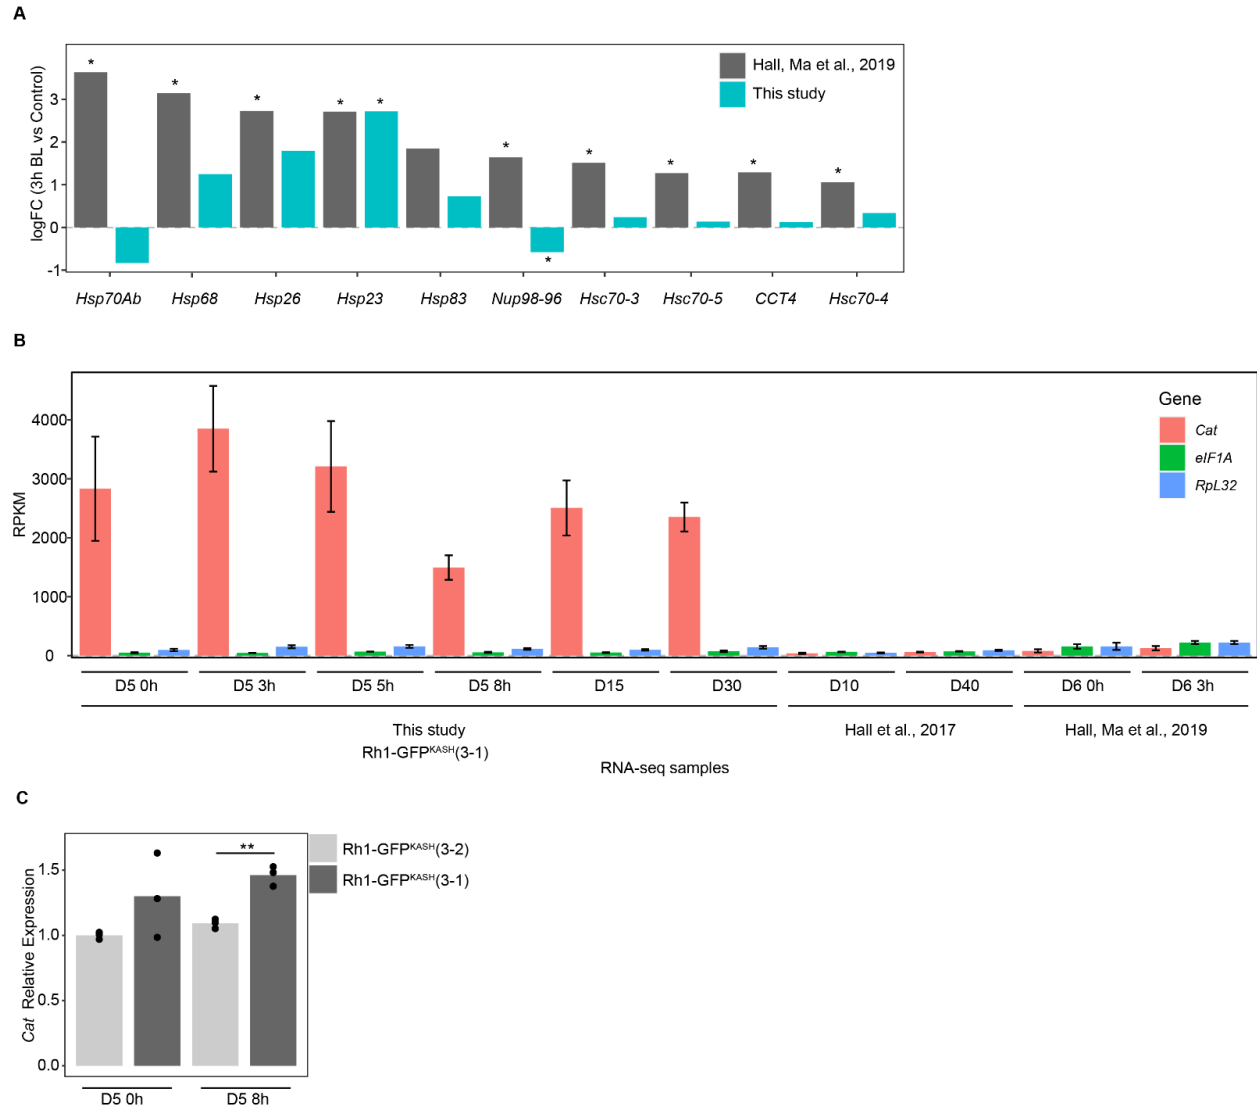 A
logFC (3h BL vs Control)
3
2
1
0
-1
* * * * * * * * * *
*
Hall, Ma et al., 2019
This study
Hsp70Ab Hsp68 Hsp26 Hsp23 Hsp83 Nup98-96 Hsc70-3 Hsc70-5 CCT4 Hsc70-4
B
RPKM
4000
3000
2000
1000
0
Gene
Cat
eIF1A
RpL32
D5 0h D5 3h D5 5h D5 8h D15 D30 D10 D40 D6 0h D6 3h
This study Hall et al., 2017 Hall, Ma et al., 2019
Rh1-GFPᴷᴬˢᴴ(3-1)
RNA-seq samples
C
Cat Relative Expression
1.5
1.0
0.5
0.0
**
Rh1-GFPᴷᴬˢᴴ(3-2)
Rh1-GFPᴷᴬˢᴴ(3-1)
D5 0h D5 8h